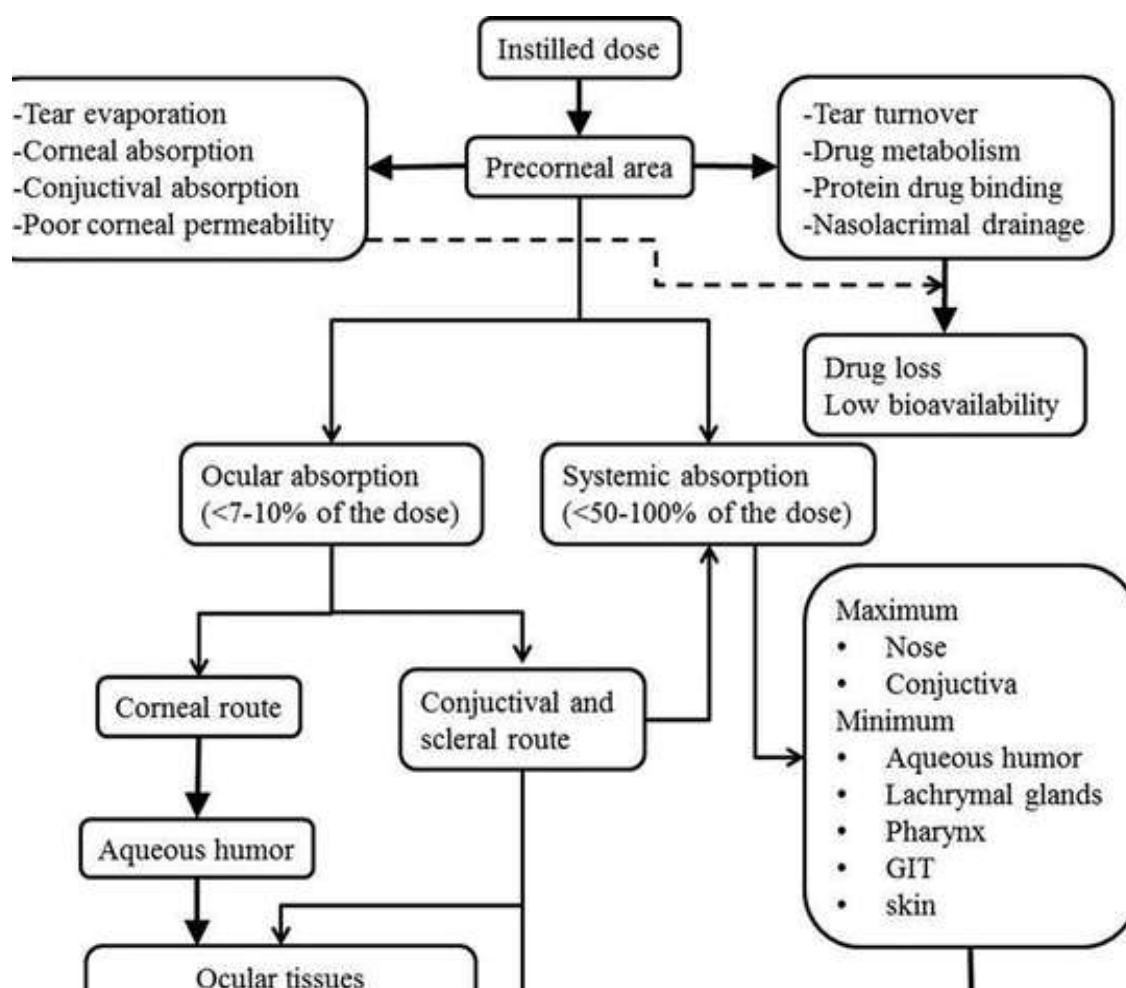 Instilled dose
-Tear evaporation
-Corneal absorption
-Conjuctival absorption
-Poor corneal permeability
Precorneal area
-Tear turnover
-Drug metabolism
-Protein drug binding
-Nasolacrimal drainage
Drug loss
Low bioavailability
Ocular absorption
(<7-10% of the dose)
Systemic absorption
(<50-100% of the dose)
Corneal route
Conjuctival and
scleral route
Maximum
• Nose
• Conjuctiva
Minimum
• Aqueous humor
• Lachrymal glands
• Pharynx
• GIT
• skin
Aqueous humor
Ocular tissues